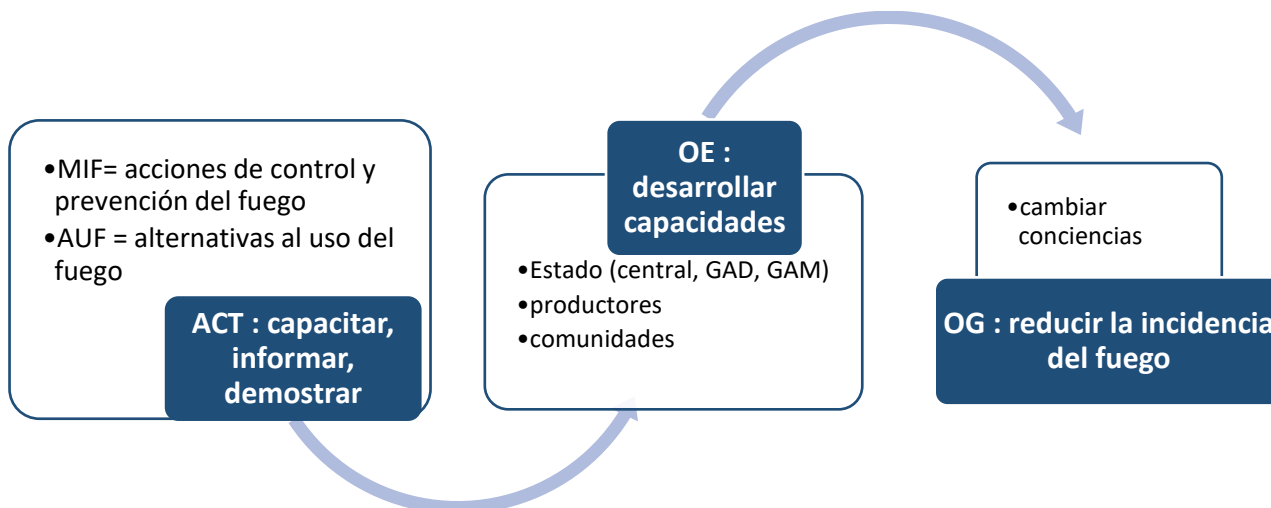 •MIF= acciones de control y
prevención del fuego
•AUF = alternativas al uso del
fuego
ACT : capacitar,
informar,
demostrar
OE :
desarrollar
capacidades
•Estado (central, GAD, GAM)
•productores
•comunidades
•cambiar
conciencias
OG : reducir la incidencia
del fuego